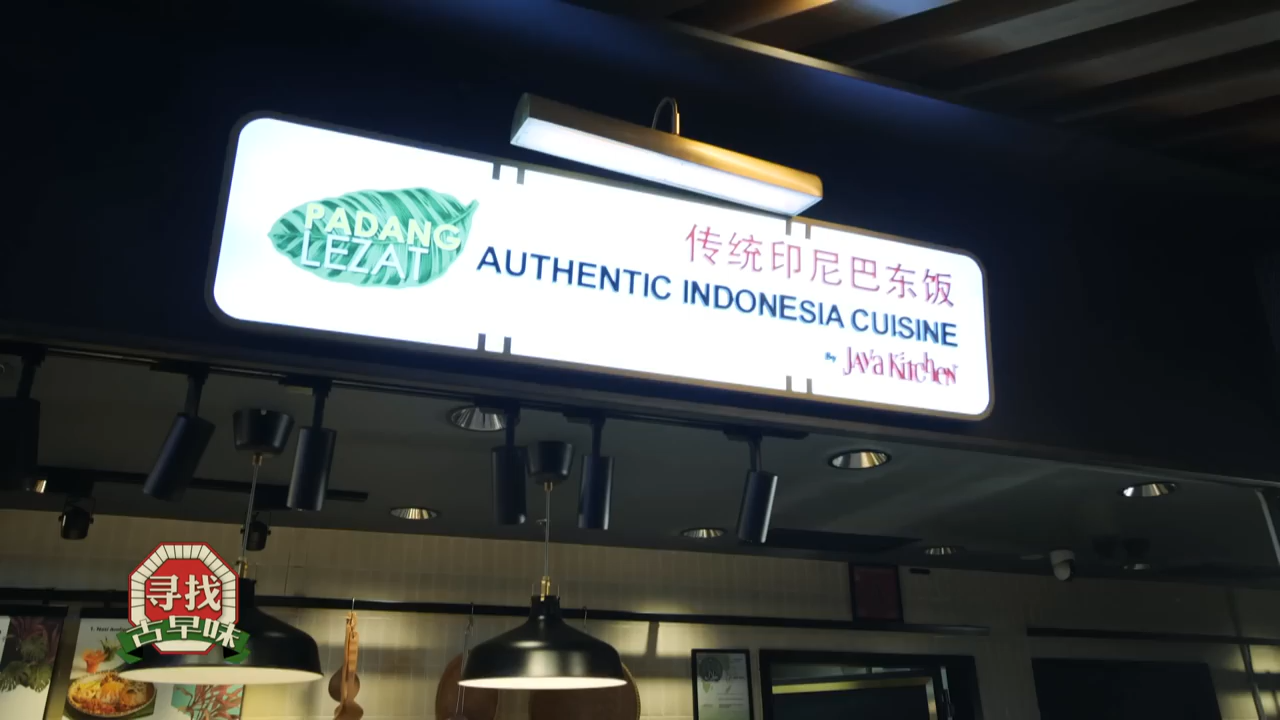 PADANG
LEZAT
传统印尼巴东饭
AUTHENTIC INDONESIA CUISINE
By Java Kitchen
寻找
古早味